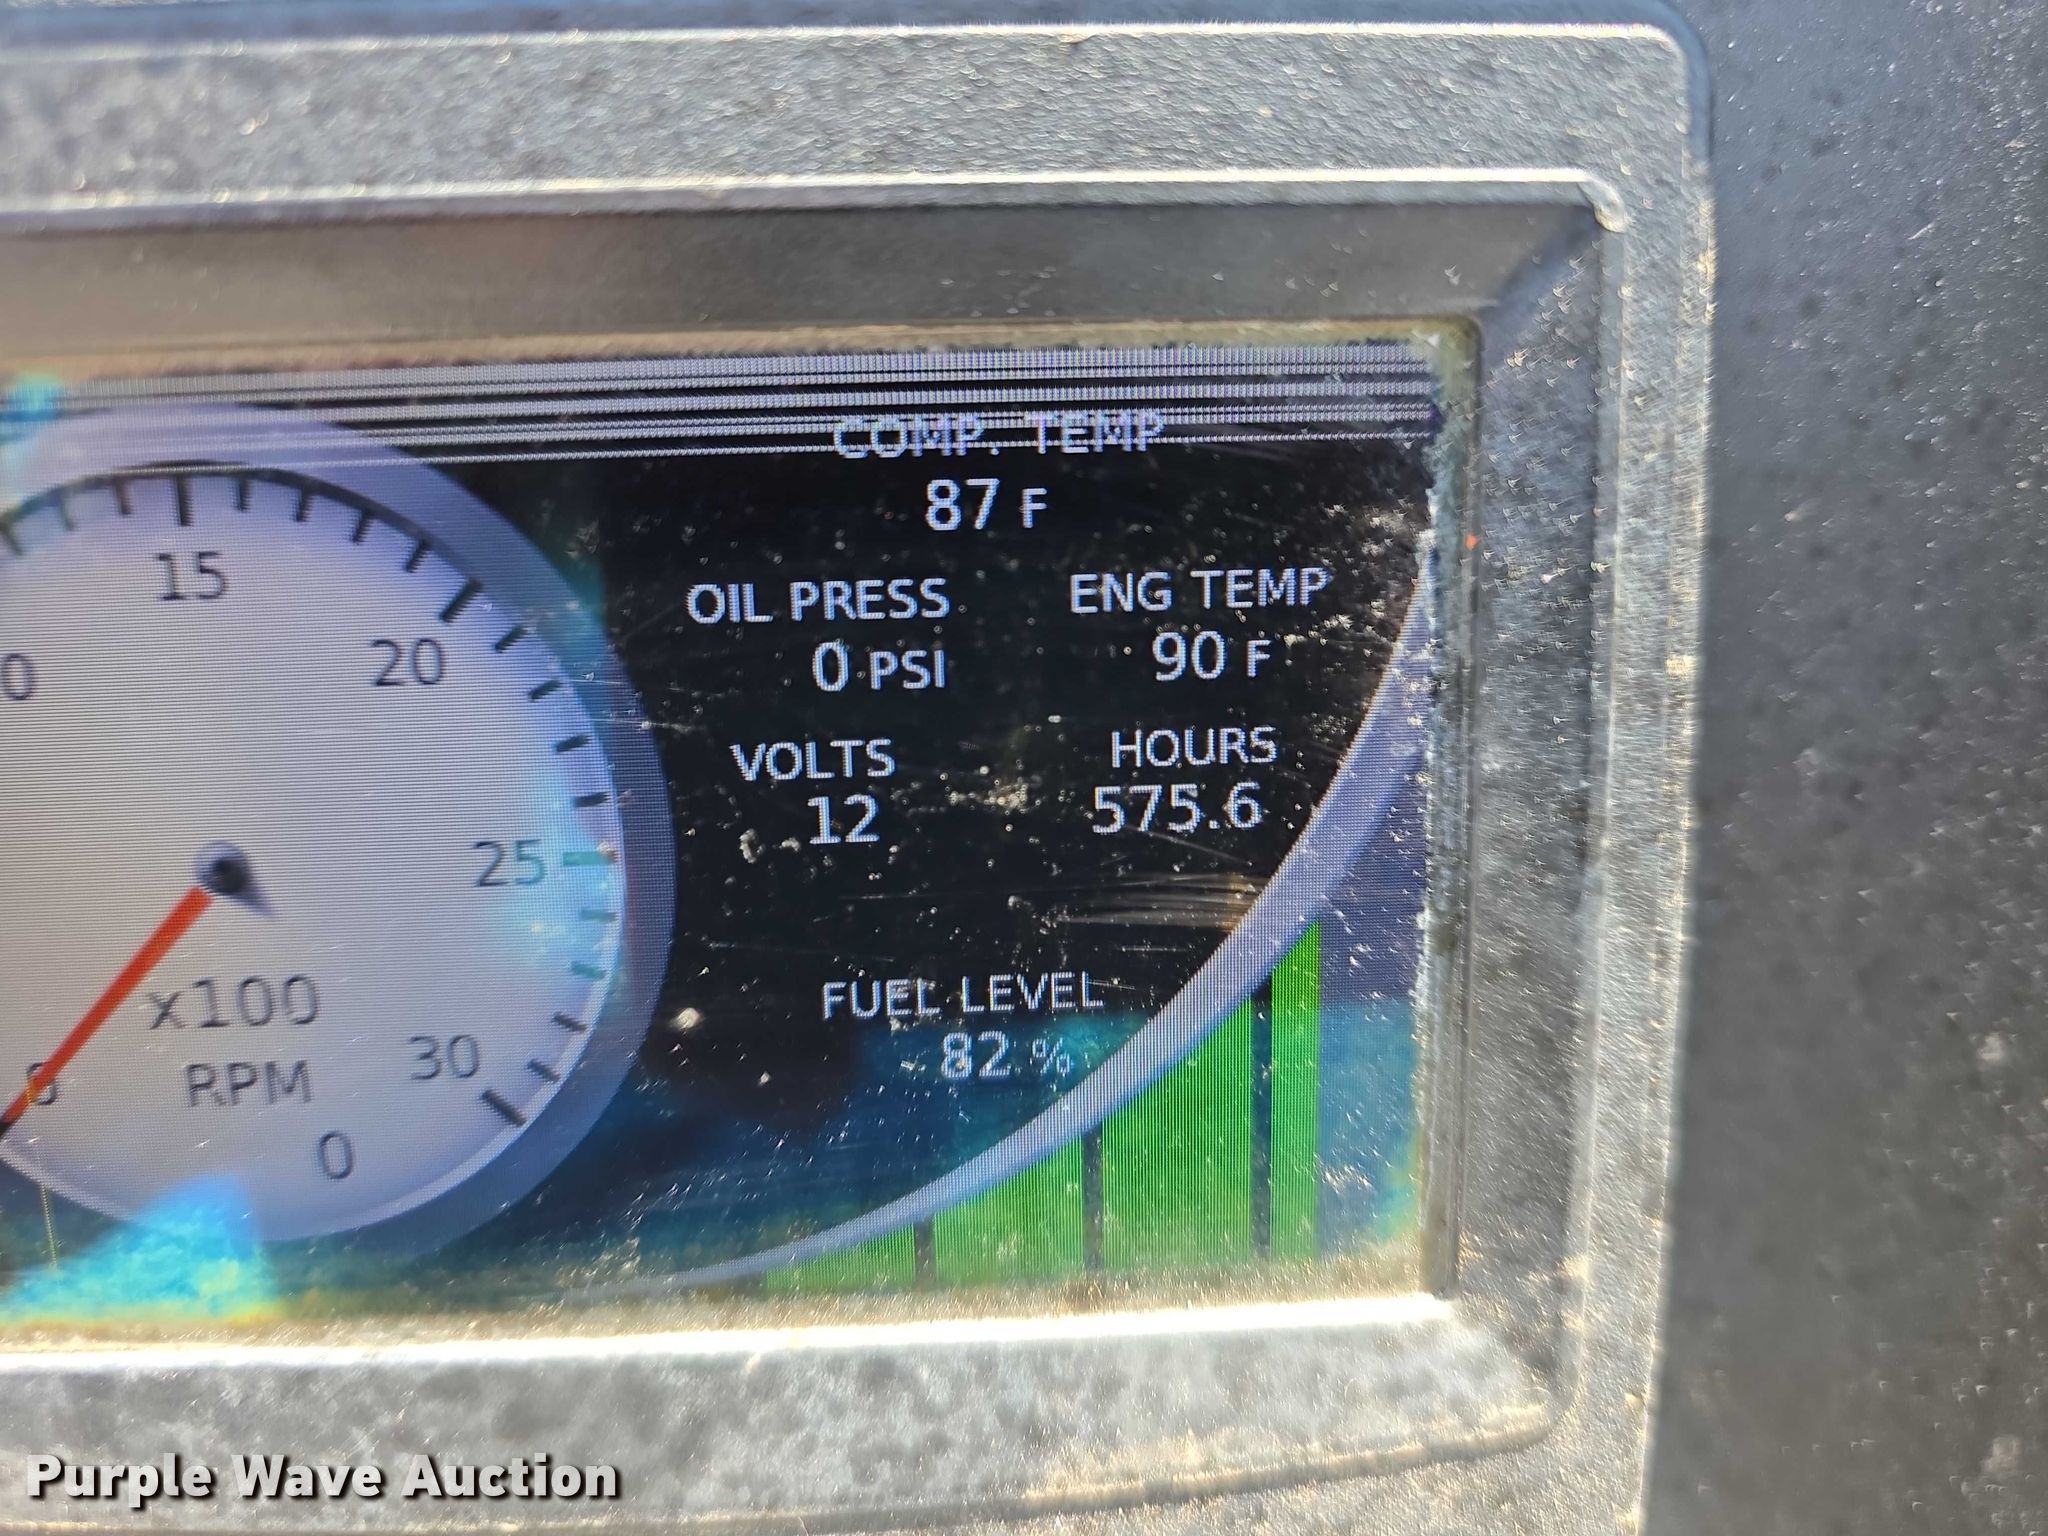 COMP. TEMP
87 F
OIL PRESS
0 PSI
ENG TEMP
90 F
VOLTS
12
HOURS
575.6
FUEL LEVEL
82 %
15
20
25
30
x100
RPM
0
Purple Wave Auction